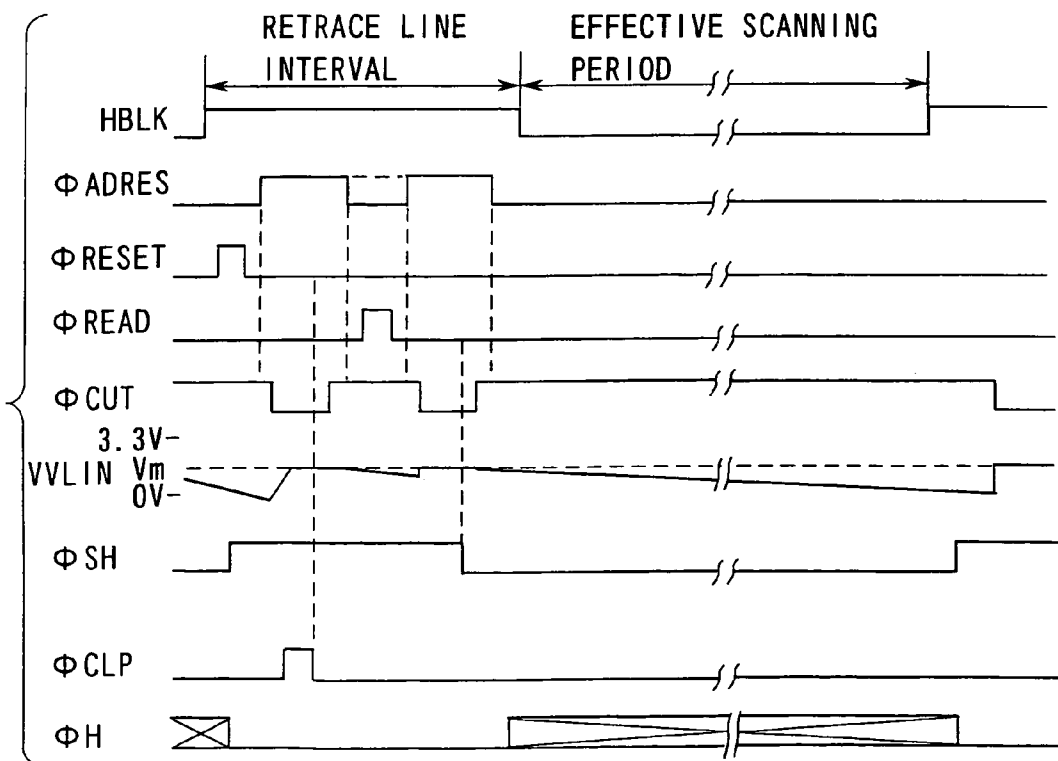 RETRACE LINE INTERVAL
EFFECTIVE SCANNING PERIOD
HBLK
ΦADRES
ΦRESET
ΦREAD
ΦCUT
3.3V-
VVLIN Vm
0V-
ΦSH
ΦCLP
ΦH